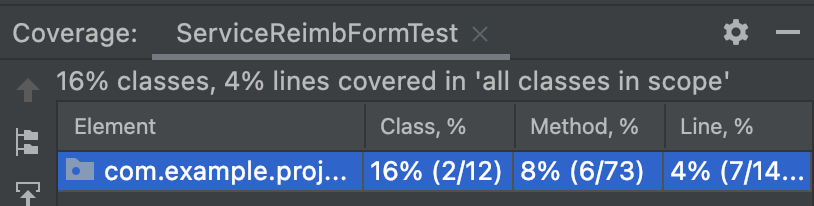 Coverage: ServiceReimbFormTest
16% classes, 4% lines covered in 'all classes in scope'
Element Class, % Method, % Line, %
com.example.proj... 16% (2/12) 8% (6/73) 4% (7/14...